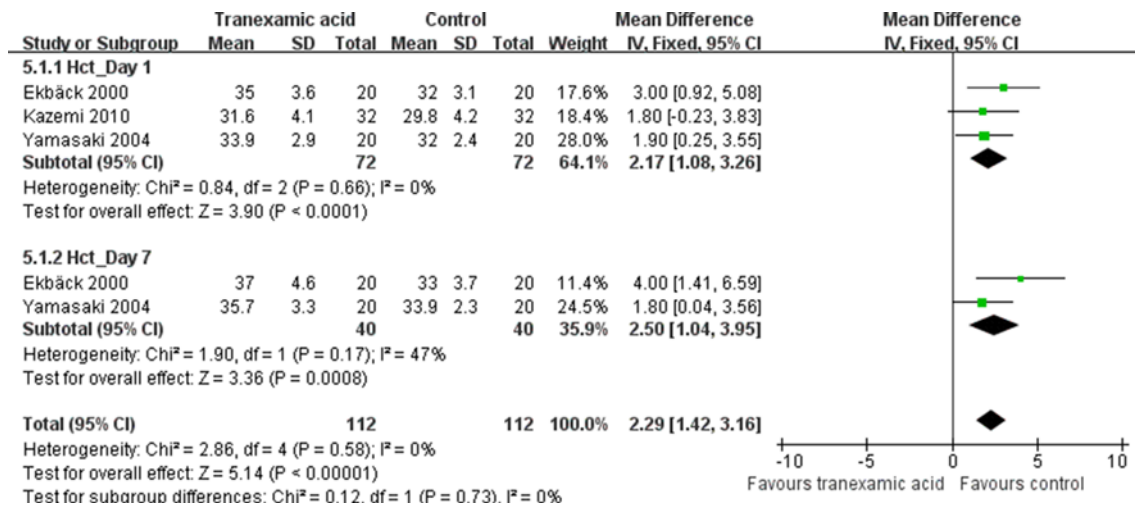 Tranexamic acid Control Mean Difference Mean Difference
Study or Subgroup Mean SD Total Mean SD Total Weight IV, Fixed, 95% CI IV, Fixed, 95% CI
5.1.1 Hct_Day 1
Ekbäck 2000 35 3.6 20 32 3.1 20 17.6% 3.00 [0.92, 5.08]
Kazemi 2010 31.6 4.1 32 29.8 4.2 32 18.4% 1.80 [-0.23, 3.83]
Yamasaki 2004 33.9 2.9 20 32 2.4 20 28.0% 1.90 [0.25, 3.55]
Subtotal (95% CI) 72 72 64.1% 2.17 [1.08, 3.26]
Heterogeneity: Chi² = 0.84, df = 2 (P = 0.66); I² = 0%
Test for overall effect: Z = 3.90 (P < 0.0001)
5.1.2 Hct_Day 7
Ekbäck 2000 37 4.6 20 33 3.7 20 11.4% 4.00 [1.41, 6.59]
Yamasaki 2004 35.7 3.3 20 33.9 2.3 20 24.5% 1.80 [0.04, 3.56]
Subtotal (95% CI) 40 40 35.9% 2.50 [1.04, 3.95]
Heterogeneity: Chi² = 1.90, df = 1 (P = 0.17); I² = 47%
Test for overall effect: Z = 3.36 (P = 0.0008)
Total (95% CI) 112 112 100.0% 2.29 [1.42, 3.16]
Heterogeneity: Chi² = 2.86, df = 4 (P = 0.58); I² = 0%
Test for overall effect: Z = 5.14 (P < 0.00001)
Test for subgroup differences: Chi² = 0.12, df = 1 (P = 0.73), I² = 0%
-10 -5 0 5 10
Favours tranexamic acid Favours control